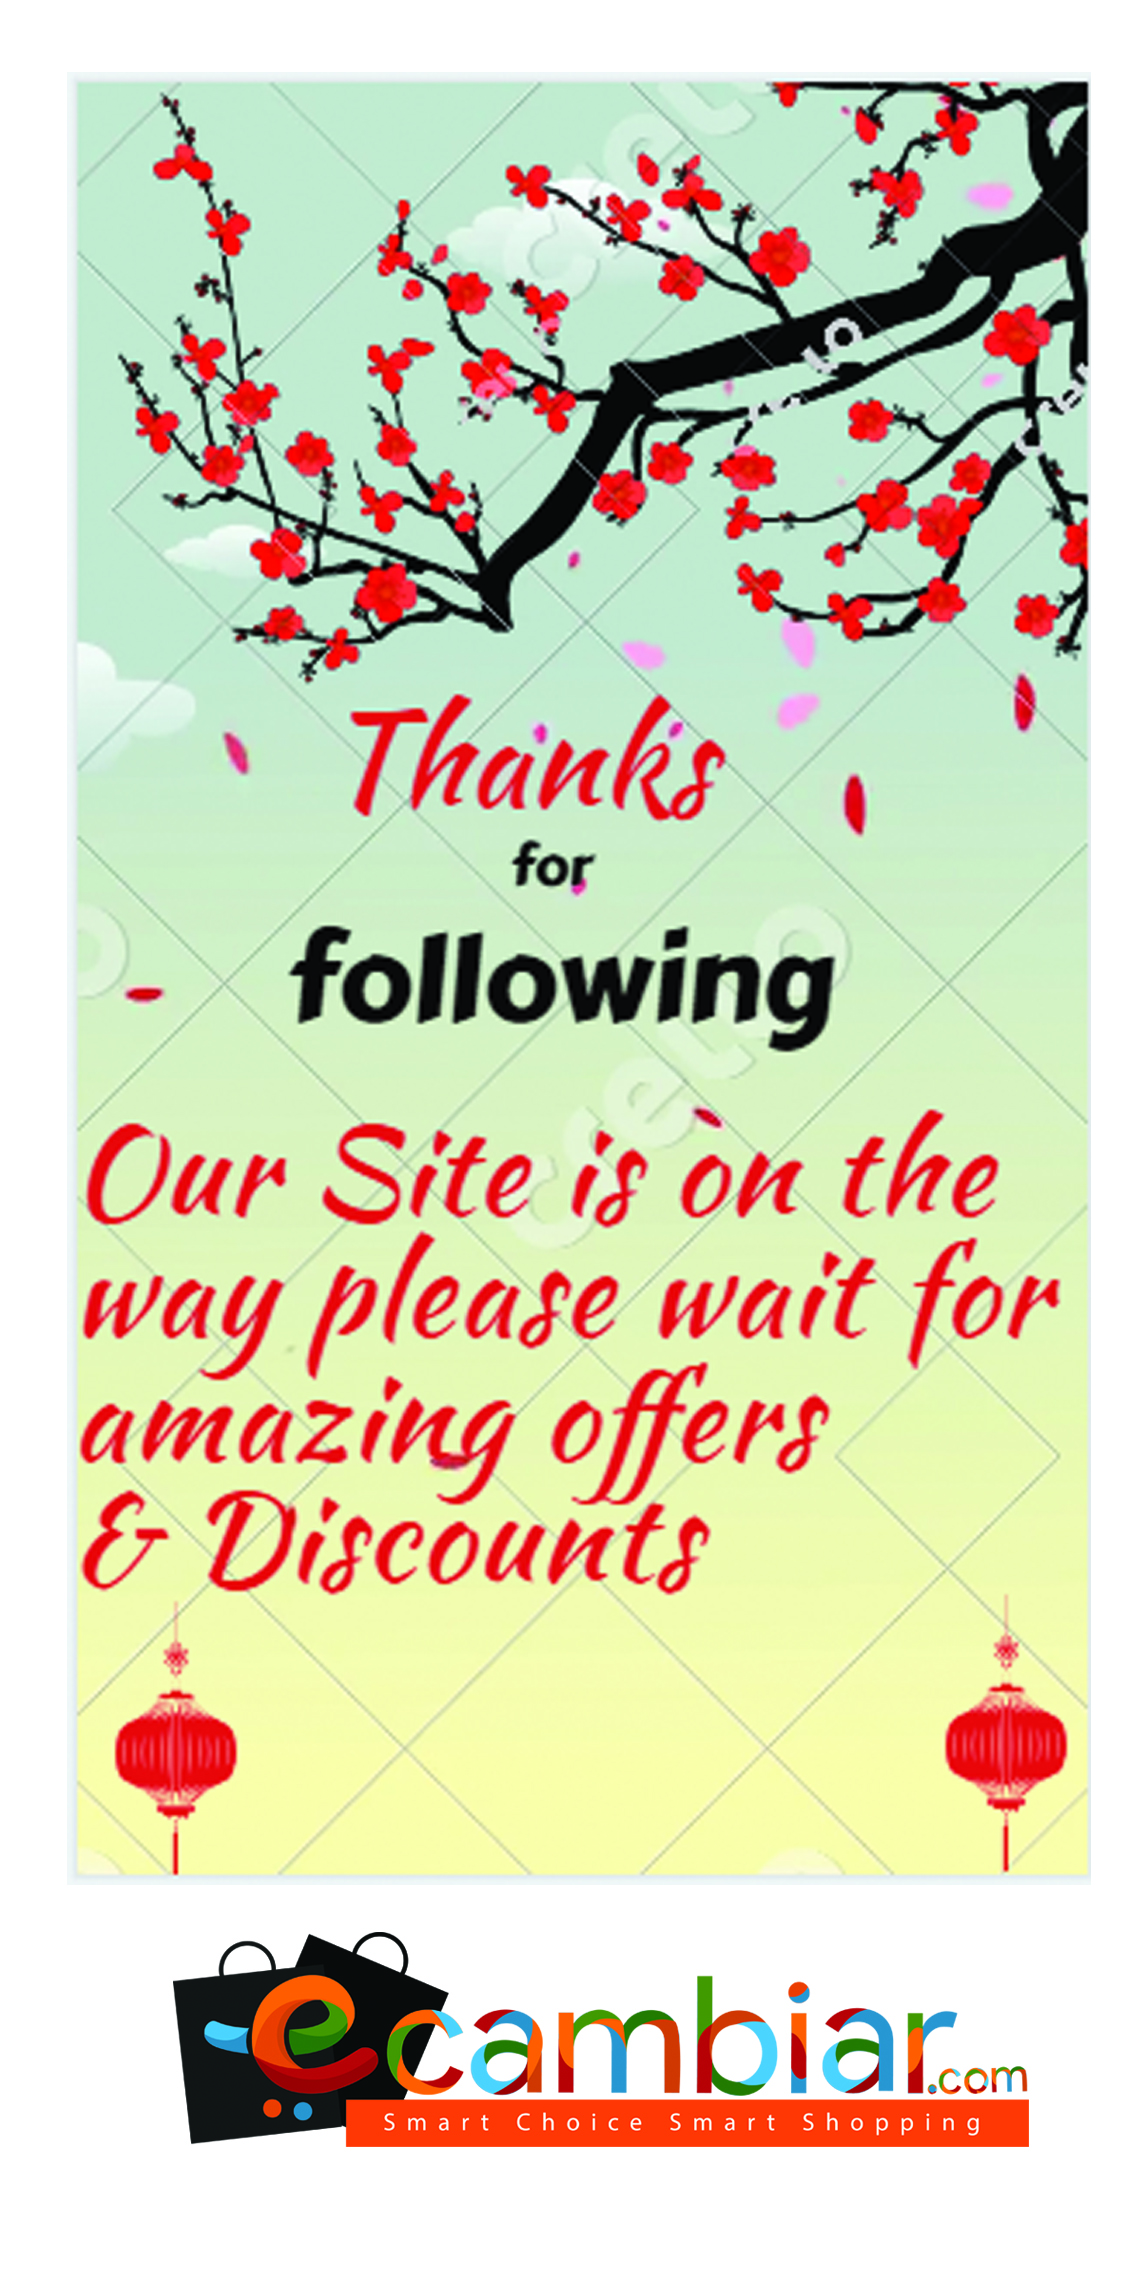 Thanks
for
following
Our Site is on the
way please wait for
amazing offers
& Discounts
ecambiar.com
Smart Choice Smart Shopping